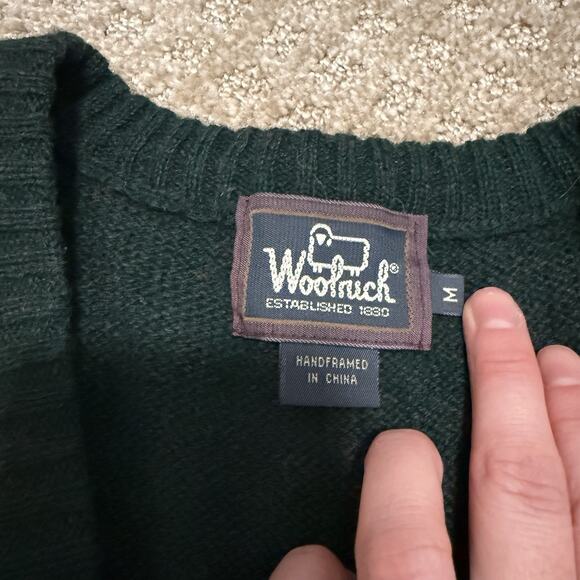 Woolrich®
ESTABLISHED 1830
M
HANDFRAMED
IN CHINA